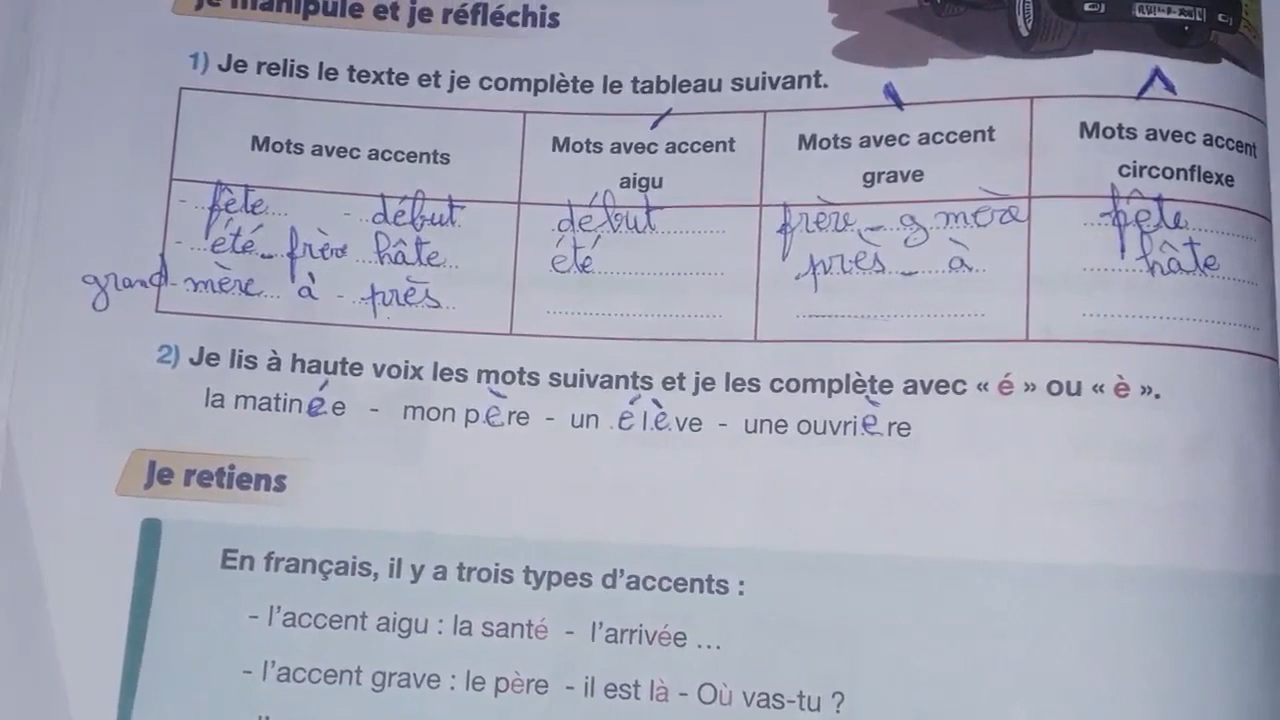 Je manipule et je réfléchis
1) Je relis le texte et je complète le tableau suivant.
Mots avec accents
Mots avec accent aigu
Mots avec accent grave
Mots avec accent circonflexe
- fête - début
- été - frère hâte
grand-mère à - près
début
été
frère - g mère
près - à
fête
hâte
2) Je lis à haute voix les mots suivants et je les complète avec « é » ou « è ».
la matinée - mon père - un élève - une ouvrière
Je retiens
En français, il y a trois types d'accents :
- l'accent aigu : la santé - l'arrivée ...
- l'accent grave : le père - il est là - Où vas-tu ?